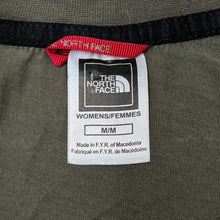 NORTH FACE
THE
NORTH
FACE
WOMENS/FEMMES
M/M
Made in F.Y.R. of Macedonia
Fabriqué en F.Y.R. de Macédoine